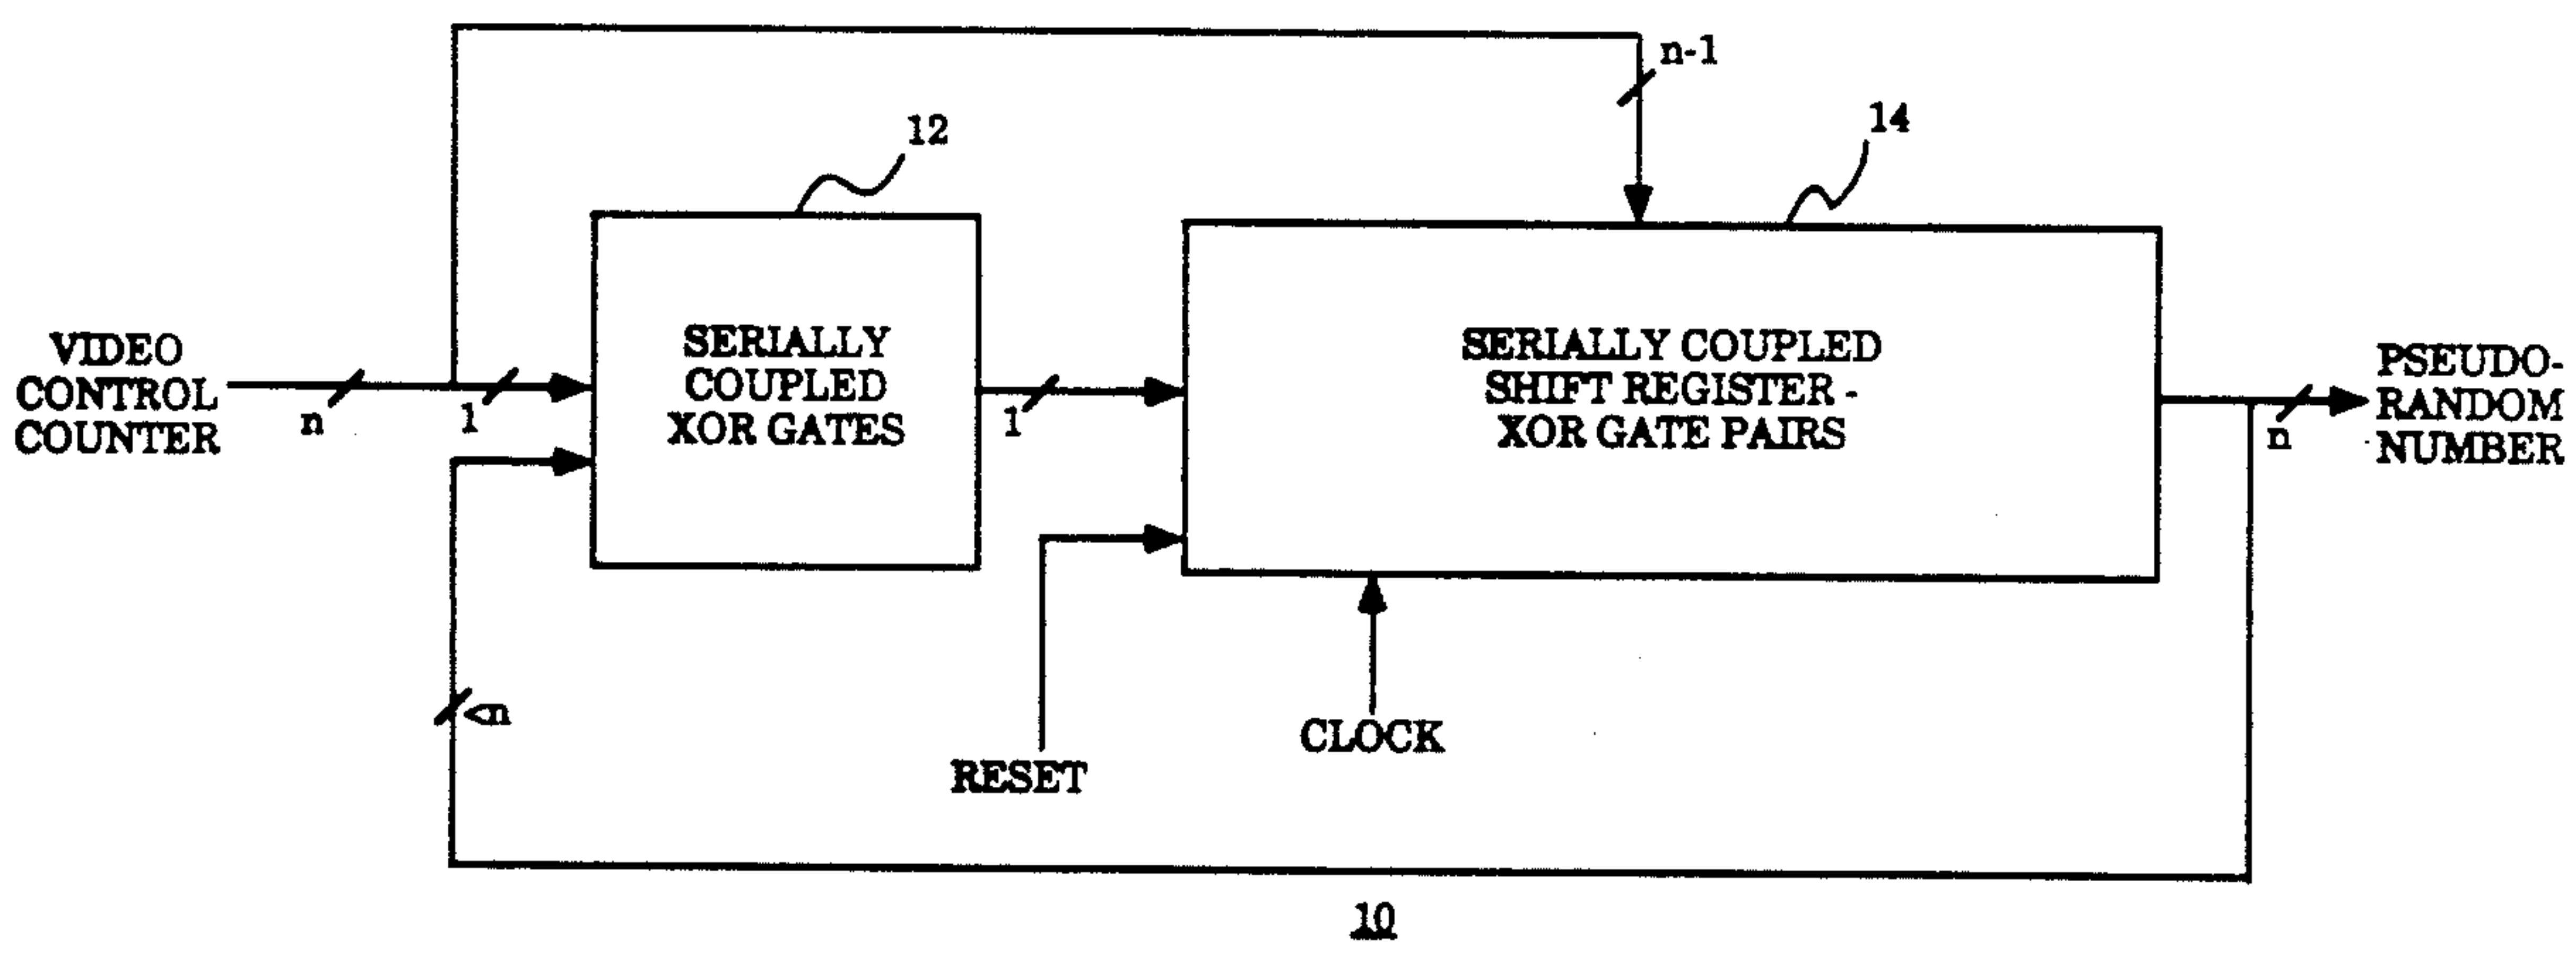 n-1
12
14
VIDEO
CONTROL
COUNTER
n
1
SERIALLY
COUPLED
XOR GATES
1
SERIALLY COUPLED
SHIFT REGISTER -
XOR GATE PAIRS
PSEUDO-
RANDOM
NUMBER
n
<n
RESET
CLOCK
10